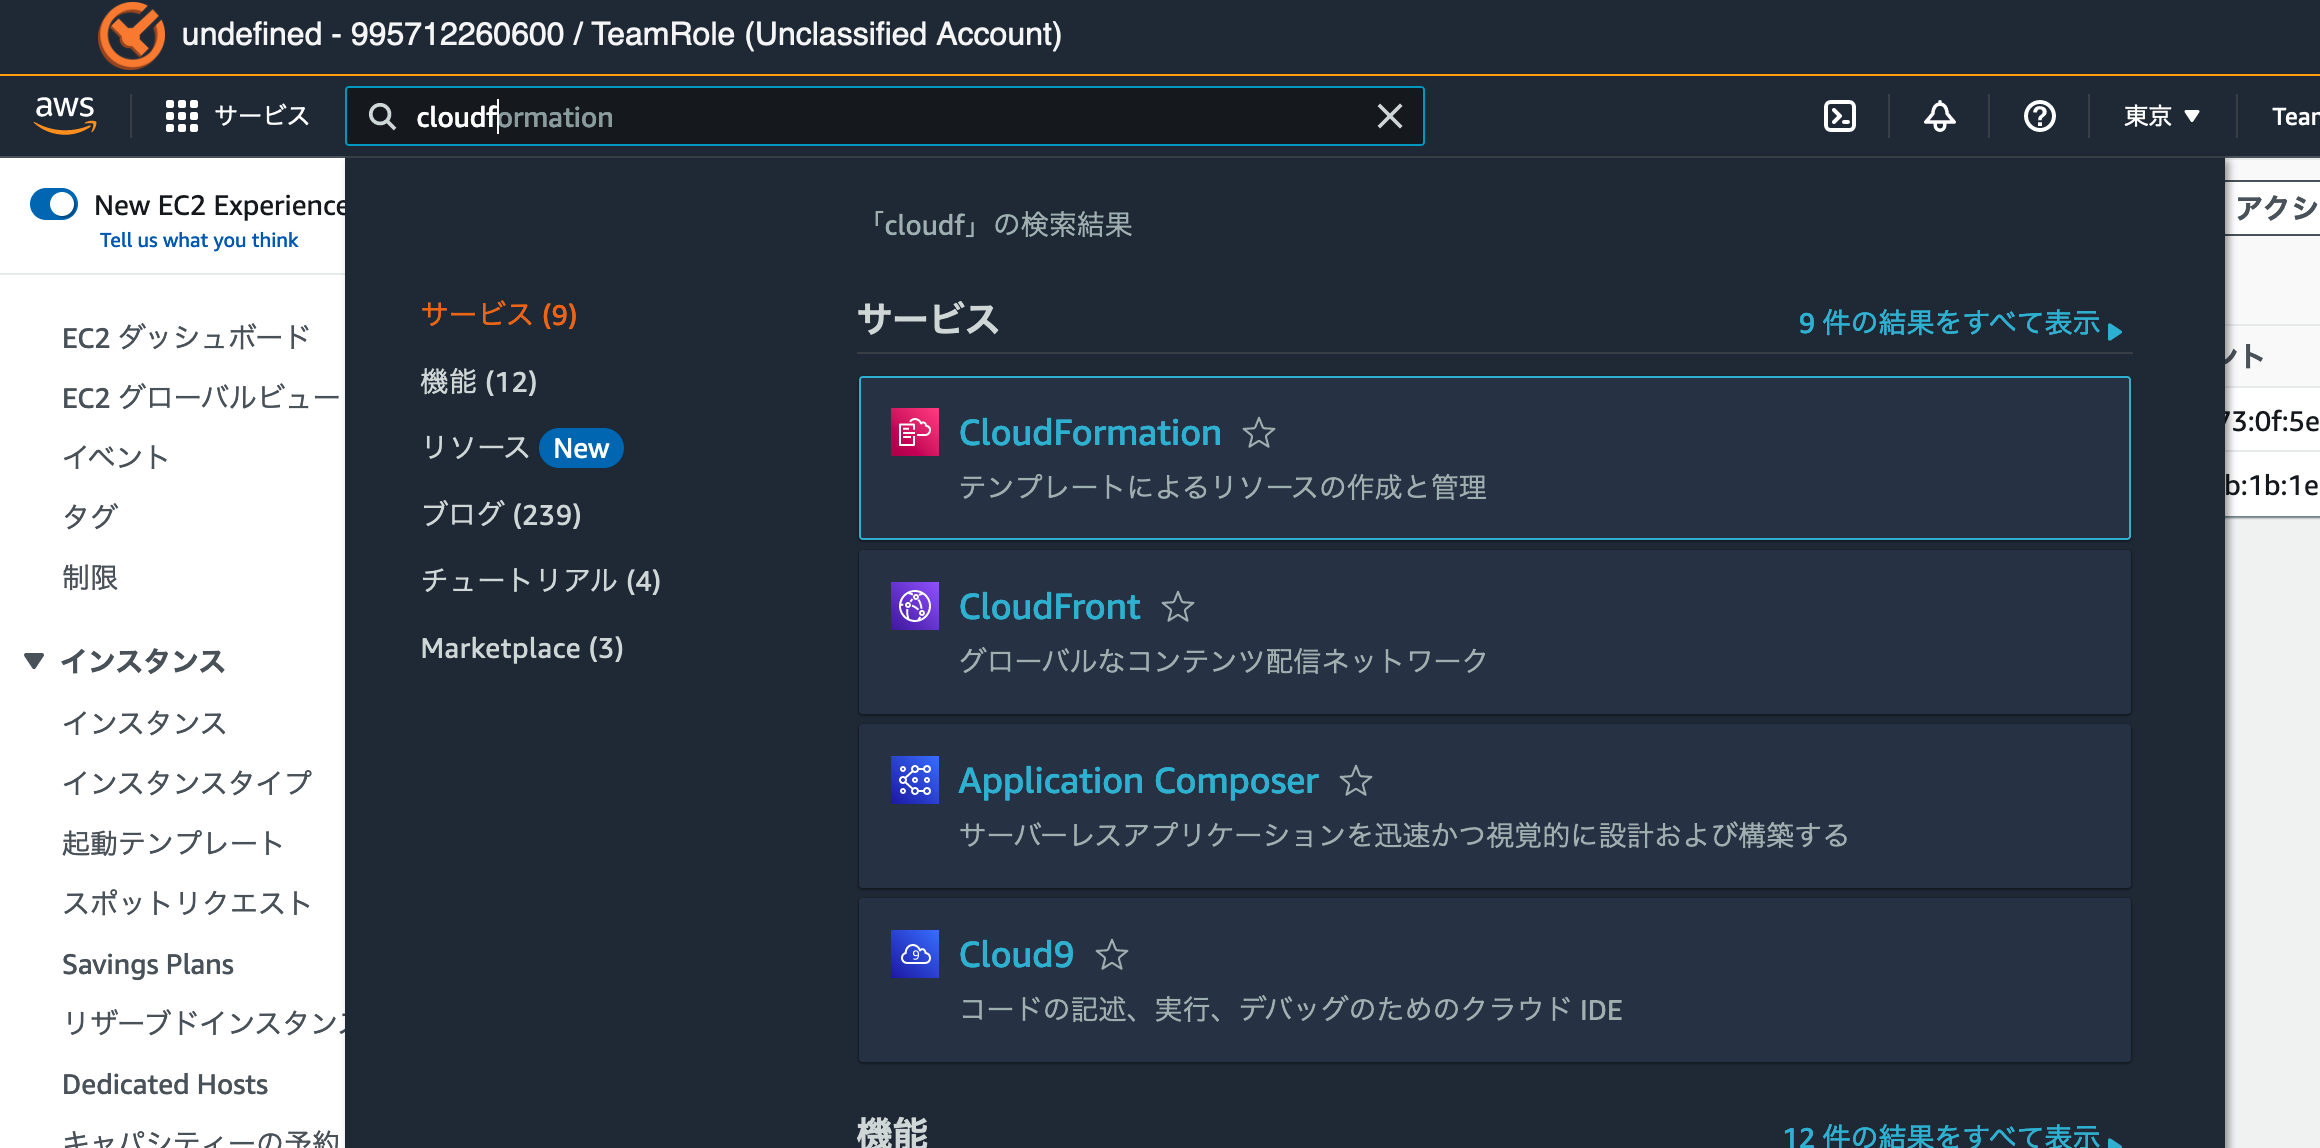 undefined - 995712260600 / TeamRole (Unclassified Account)
aws
サービス
cloudformation
東京
Tear
New EC2 Experience
Tell us what you think
EC2 ダッシュボード
EC2 グローバルビュー
イベント
タグ
制限
インスタンス
インスタンス
インスタンスタイプ
起動テンプレート
スポットリクエスト
Savings Plans
リザーブドインスタンス
Dedicated Hosts
キャパシティーの予約
「cloudf」の検索結果
サービス (9)
機能 (12)
リソース New
ブログ (239)
チュートリアル (4)
Marketplace (3)
サービス
9 件の結果をすべて表示
CloudFormation
テンプレートによるリソースの作成と管理
CloudFront
グローバルなコンテンツ配信ネットワーク
Application Composer
サーバーレスアプリケーションを迅速かつ視覚的に設計および構築する
Cloud9
コードの記述、実行、デバッグのためのクラウド IDE
機能
12 件の結果をすべて表示
アクシ
ント
73:0f:5e
b:1b:1e